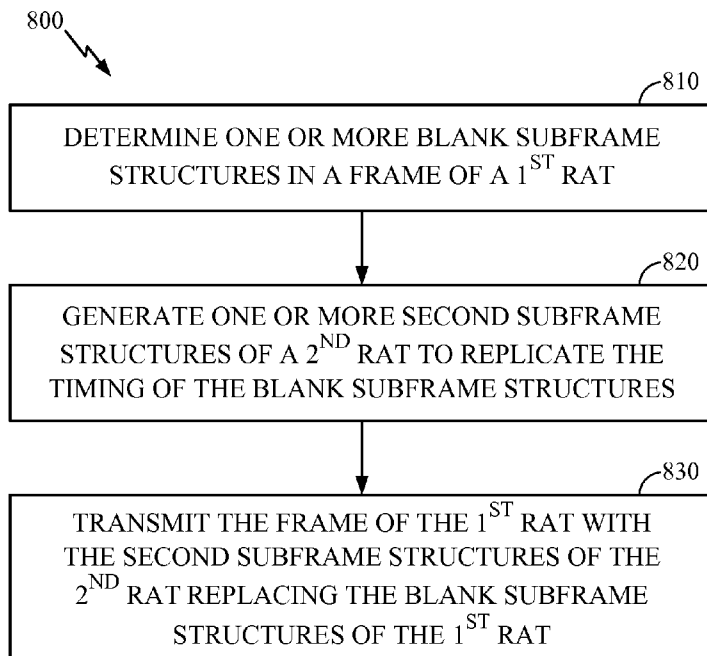 800
810
DETERMINE ONE OR MORE BLANK SUBFRAME
STRUCTURES IN A FRAME OF A 1ST RAT
820
GENERATE ONE OR MORE SECOND SUBFRAME
STRUCTURES OF A 2ND RAT TO REPLICATE THE
TIMING OF THE BLANK SUBFRAME STRUCTURES
830
TRANSMIT THE FRAME OF THE 1ST RAT WITH
THE SECOND SUBFRAME STRUCTURES OF THE
2ND RAT REPLACING THE BLANK SUBFRAME
STRUCTURES OF THE 1ST RAT